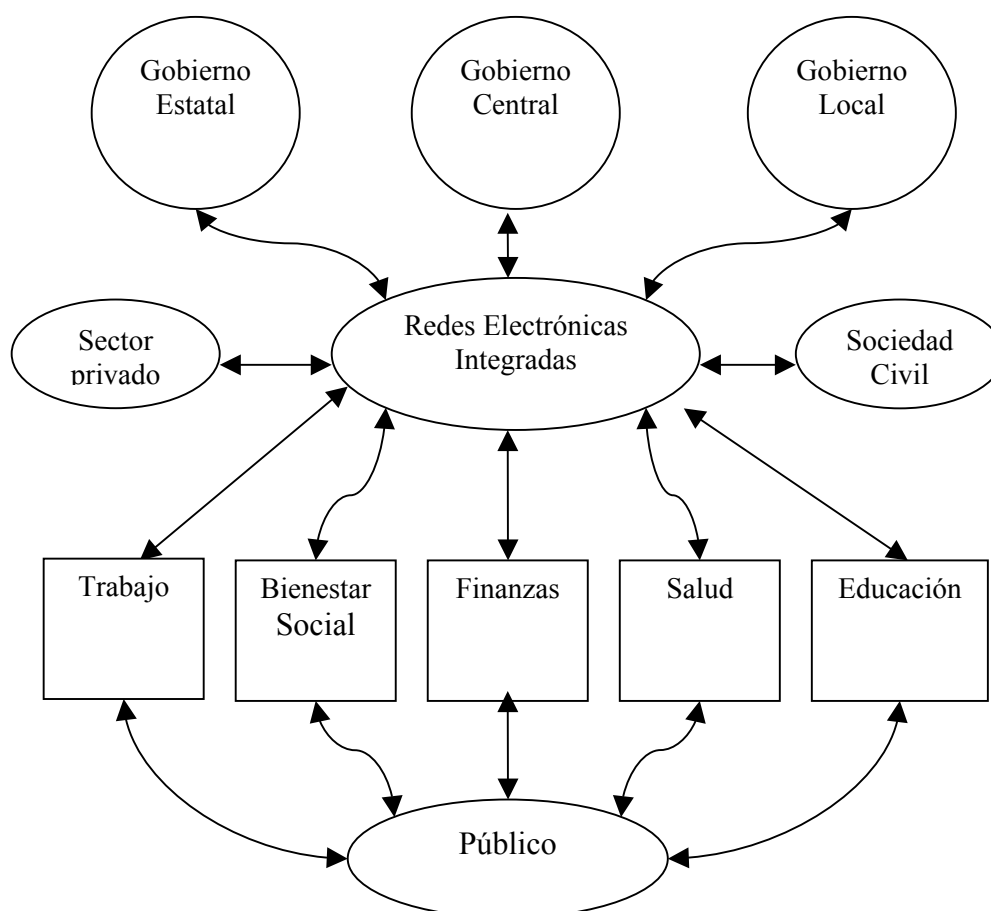 Gobierno
Estatal
Gobierno
Central
Gobierno
Local
Sector
privado
Redes Electrónicas
Integradas
Sociedad
Civil
Trabajo
Bienestar
Social
Finanzas
Salud
Educación
Público